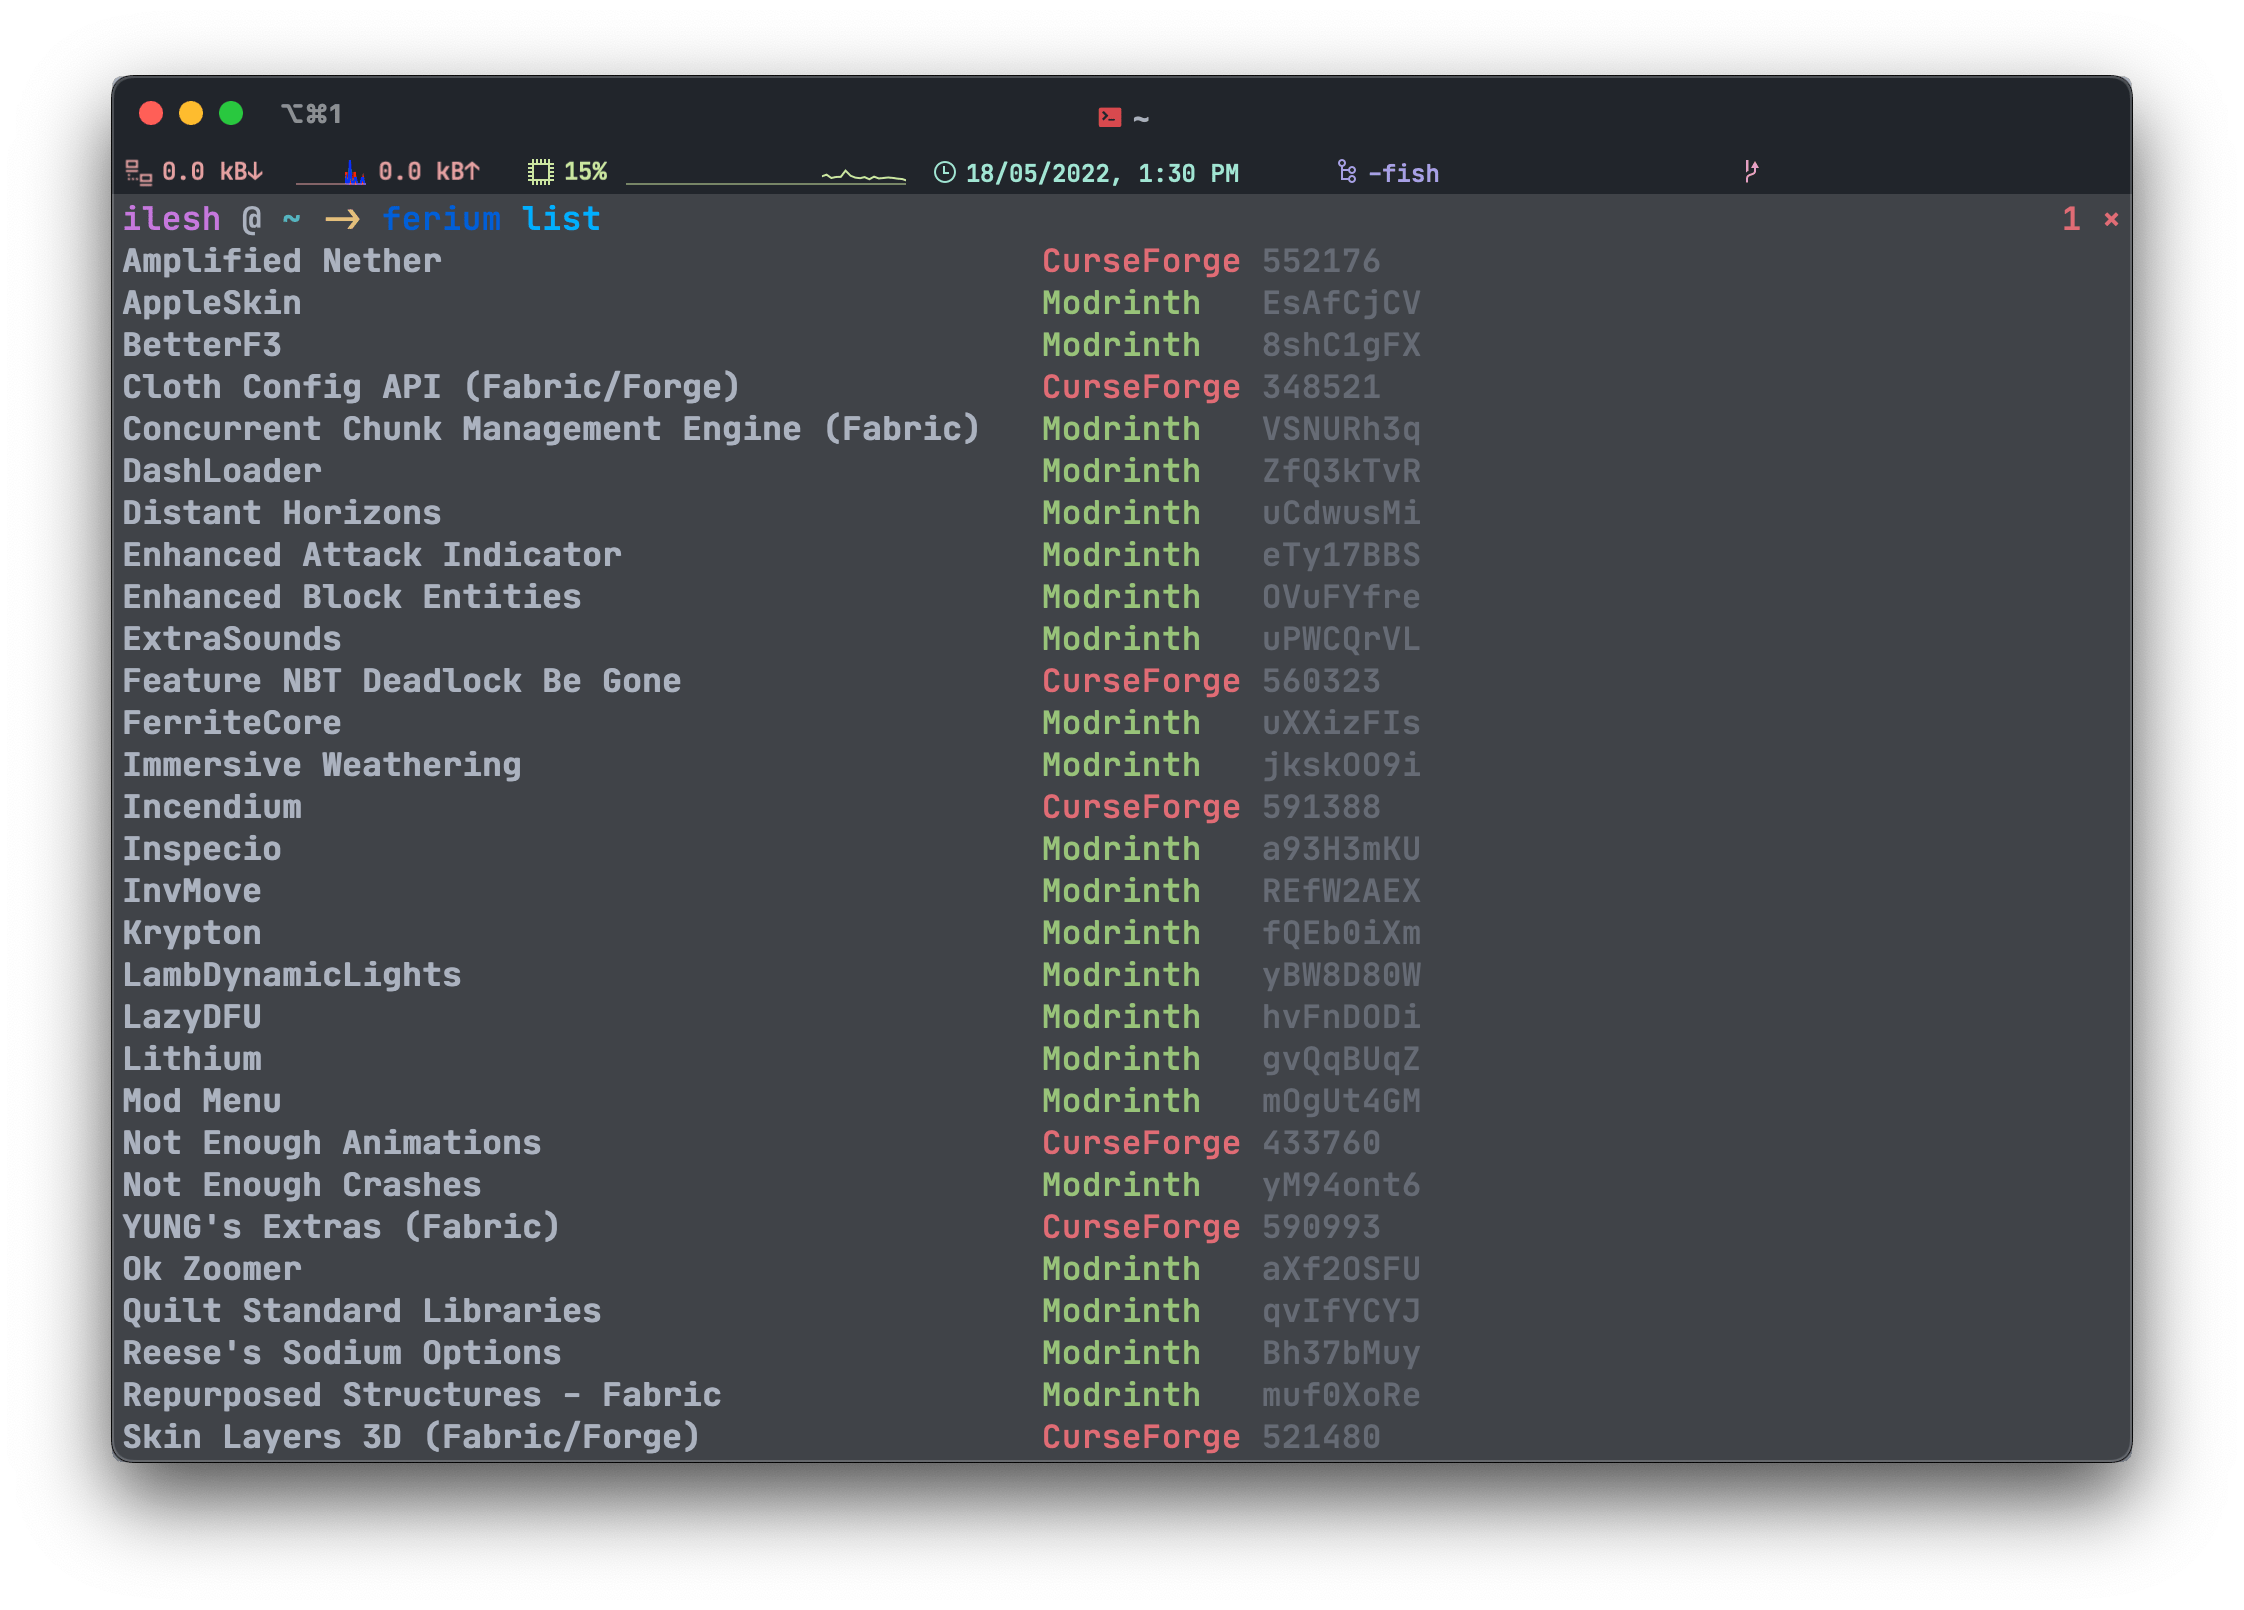 ⌥⌘1 ~
0.0 kB↓ 0.0 kB↑ 15% 18/05/2022, 1:30 PM -fish
ilesh @ ~ → ferium list 1 ×
Amplified Nether CurseForge 552176
AppleSkin Modrinth EsAfCjCV
BetterF3 Modrinth 8shC1gFX
Cloth Config API (Fabric/Forge) CurseForge 348521
Concurrent Chunk Management Engine (Fabric) Modrinth VSNURh3q
DashLoader Modrinth ZfQ3kTvR
Distant Horizons Modrinth uCdwusMi
Enhanced Attack Indicator Modrinth eTy17BBS
Enhanced Block Entities Modrinth OVuFYfre
ExtraSounds Modrinth uPWCQrVL
Feature NBT Deadlock Be Gone CurseForge 560323
FerriteCore Modrinth uXXizFIs
Immersive Weathering Modrinth jkskOO9i
Incendium CurseForge 591388
Inspecio Modrinth a93H3mKU
InvMove Modrinth REfW2AEX
Krypton Modrinth fQEb0iXm
LambDynamicLights Modrinth yBW8D80W
LazyDFU Modrinth hvFnDODi
Lithium Modrinth gvQqBUqZ
Mod Menu Modrinth mOgUt4GM
Not Enough Animations CurseForge 433760
Not Enough Crashes Modrinth yM94ont6
YUNG's Extras (Fabric) CurseForge 590993
Ok Zoomer Modrinth aXf2OSFU
Quilt Standard Libraries Modrinth qvIfYCYJ
Reese's Sodium Options Modrinth Bh37bMuy
Repurposed Structures - Fabric Modrinth muf0XoRe
Skin Layers 3D (Fabric/Forge) CurseForge 521480